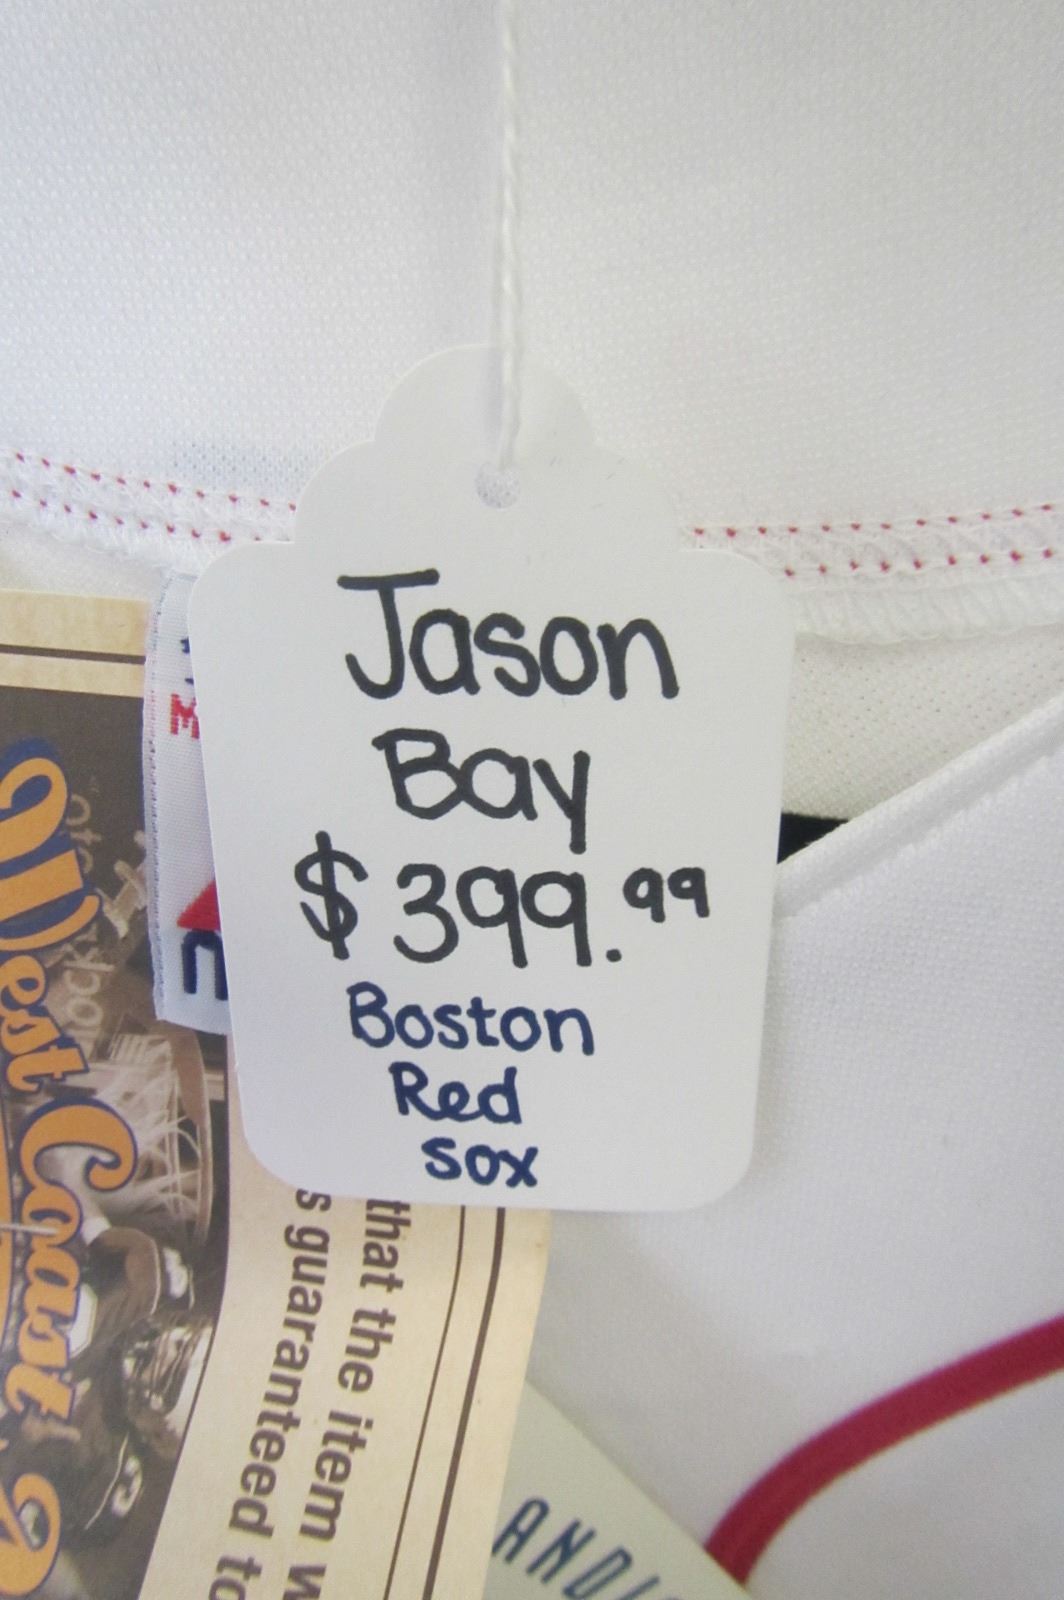 Jason
Bay
$399.99
Boston
Red
Sox
West Coast
that the item
s guaranteed to